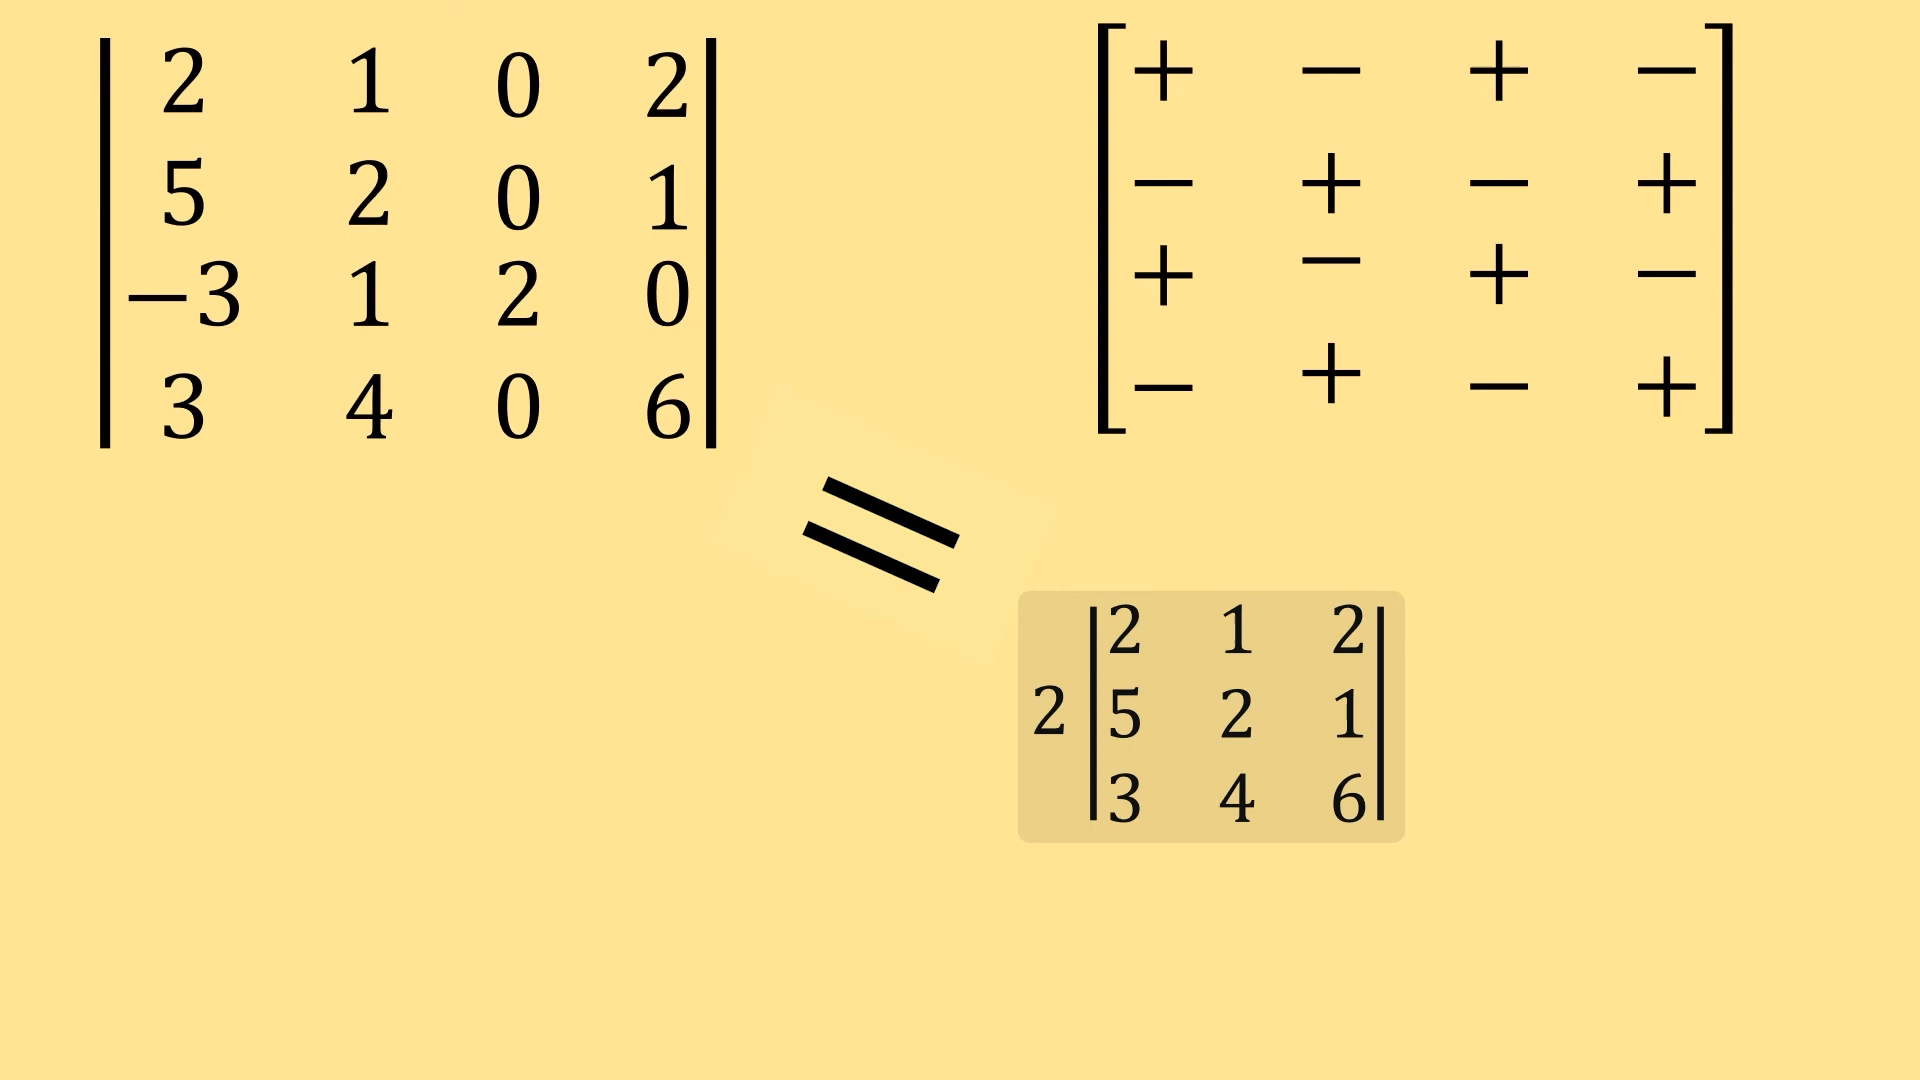 | 2 1 0 2 |
| 5 2 0 1 |
| −3 1 2 0 |
| 3 4 0 6 |
[ + − + − ]
[ − + − + ]
[ + − + − ]
[ − + − + ]
=
| 2 1 2 |
2 | 5 2 1 |
| 3 4 6 |